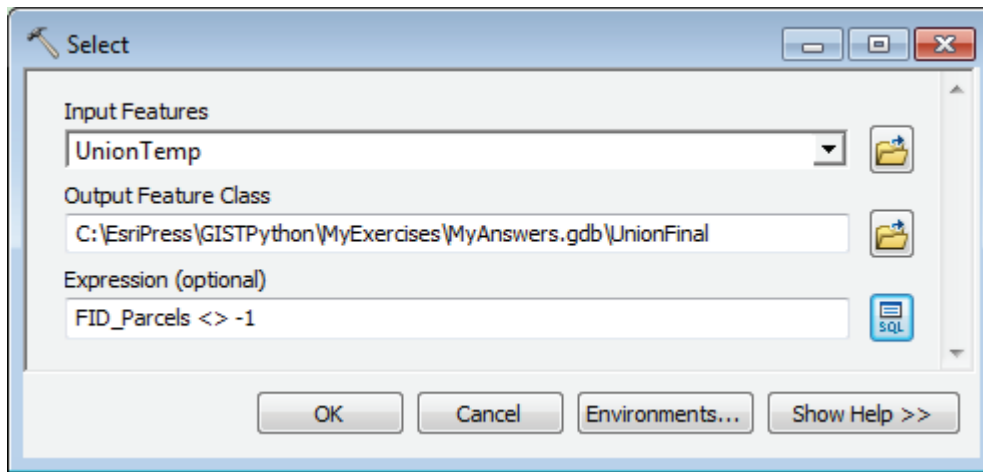 Select
Input Features
UnionTemp
Output Feature Class
C:\EsriPress\GISTPython\MyExercises\MyAnswers.gdb\UnionFinal
Expression (optional)
FID_Parcels <> -1
SQL
OK Cancel Environments... Show Help >>